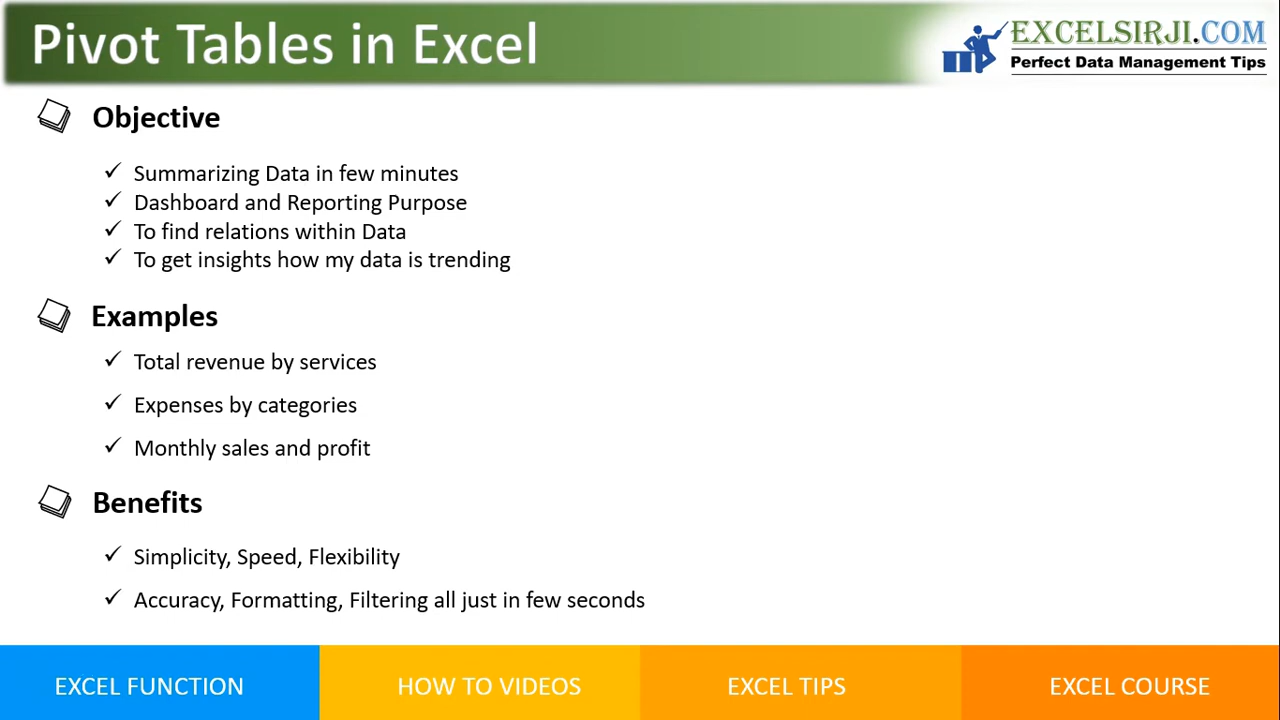 Pivot Tables in Excel
EXCELSIRJI.COM
Perfect Data Management Tips
Objective
✓ Summarizing Data in few minutes
✓ Dashboard and Reporting Purpose
✓ To find relations within Data
✓ To get insights how my data is trending
Examples
✓ Total revenue by services
✓ Expenses by categories
✓ Monthly sales and profit
Benefits
✓ Simplicity, Speed, Flexibility
✓ Accuracy, Formatting, Filtering all just in few seconds
EXCEL FUNCTION
HOW TO VIDEOS
EXCEL TIPS
EXCEL COURSE